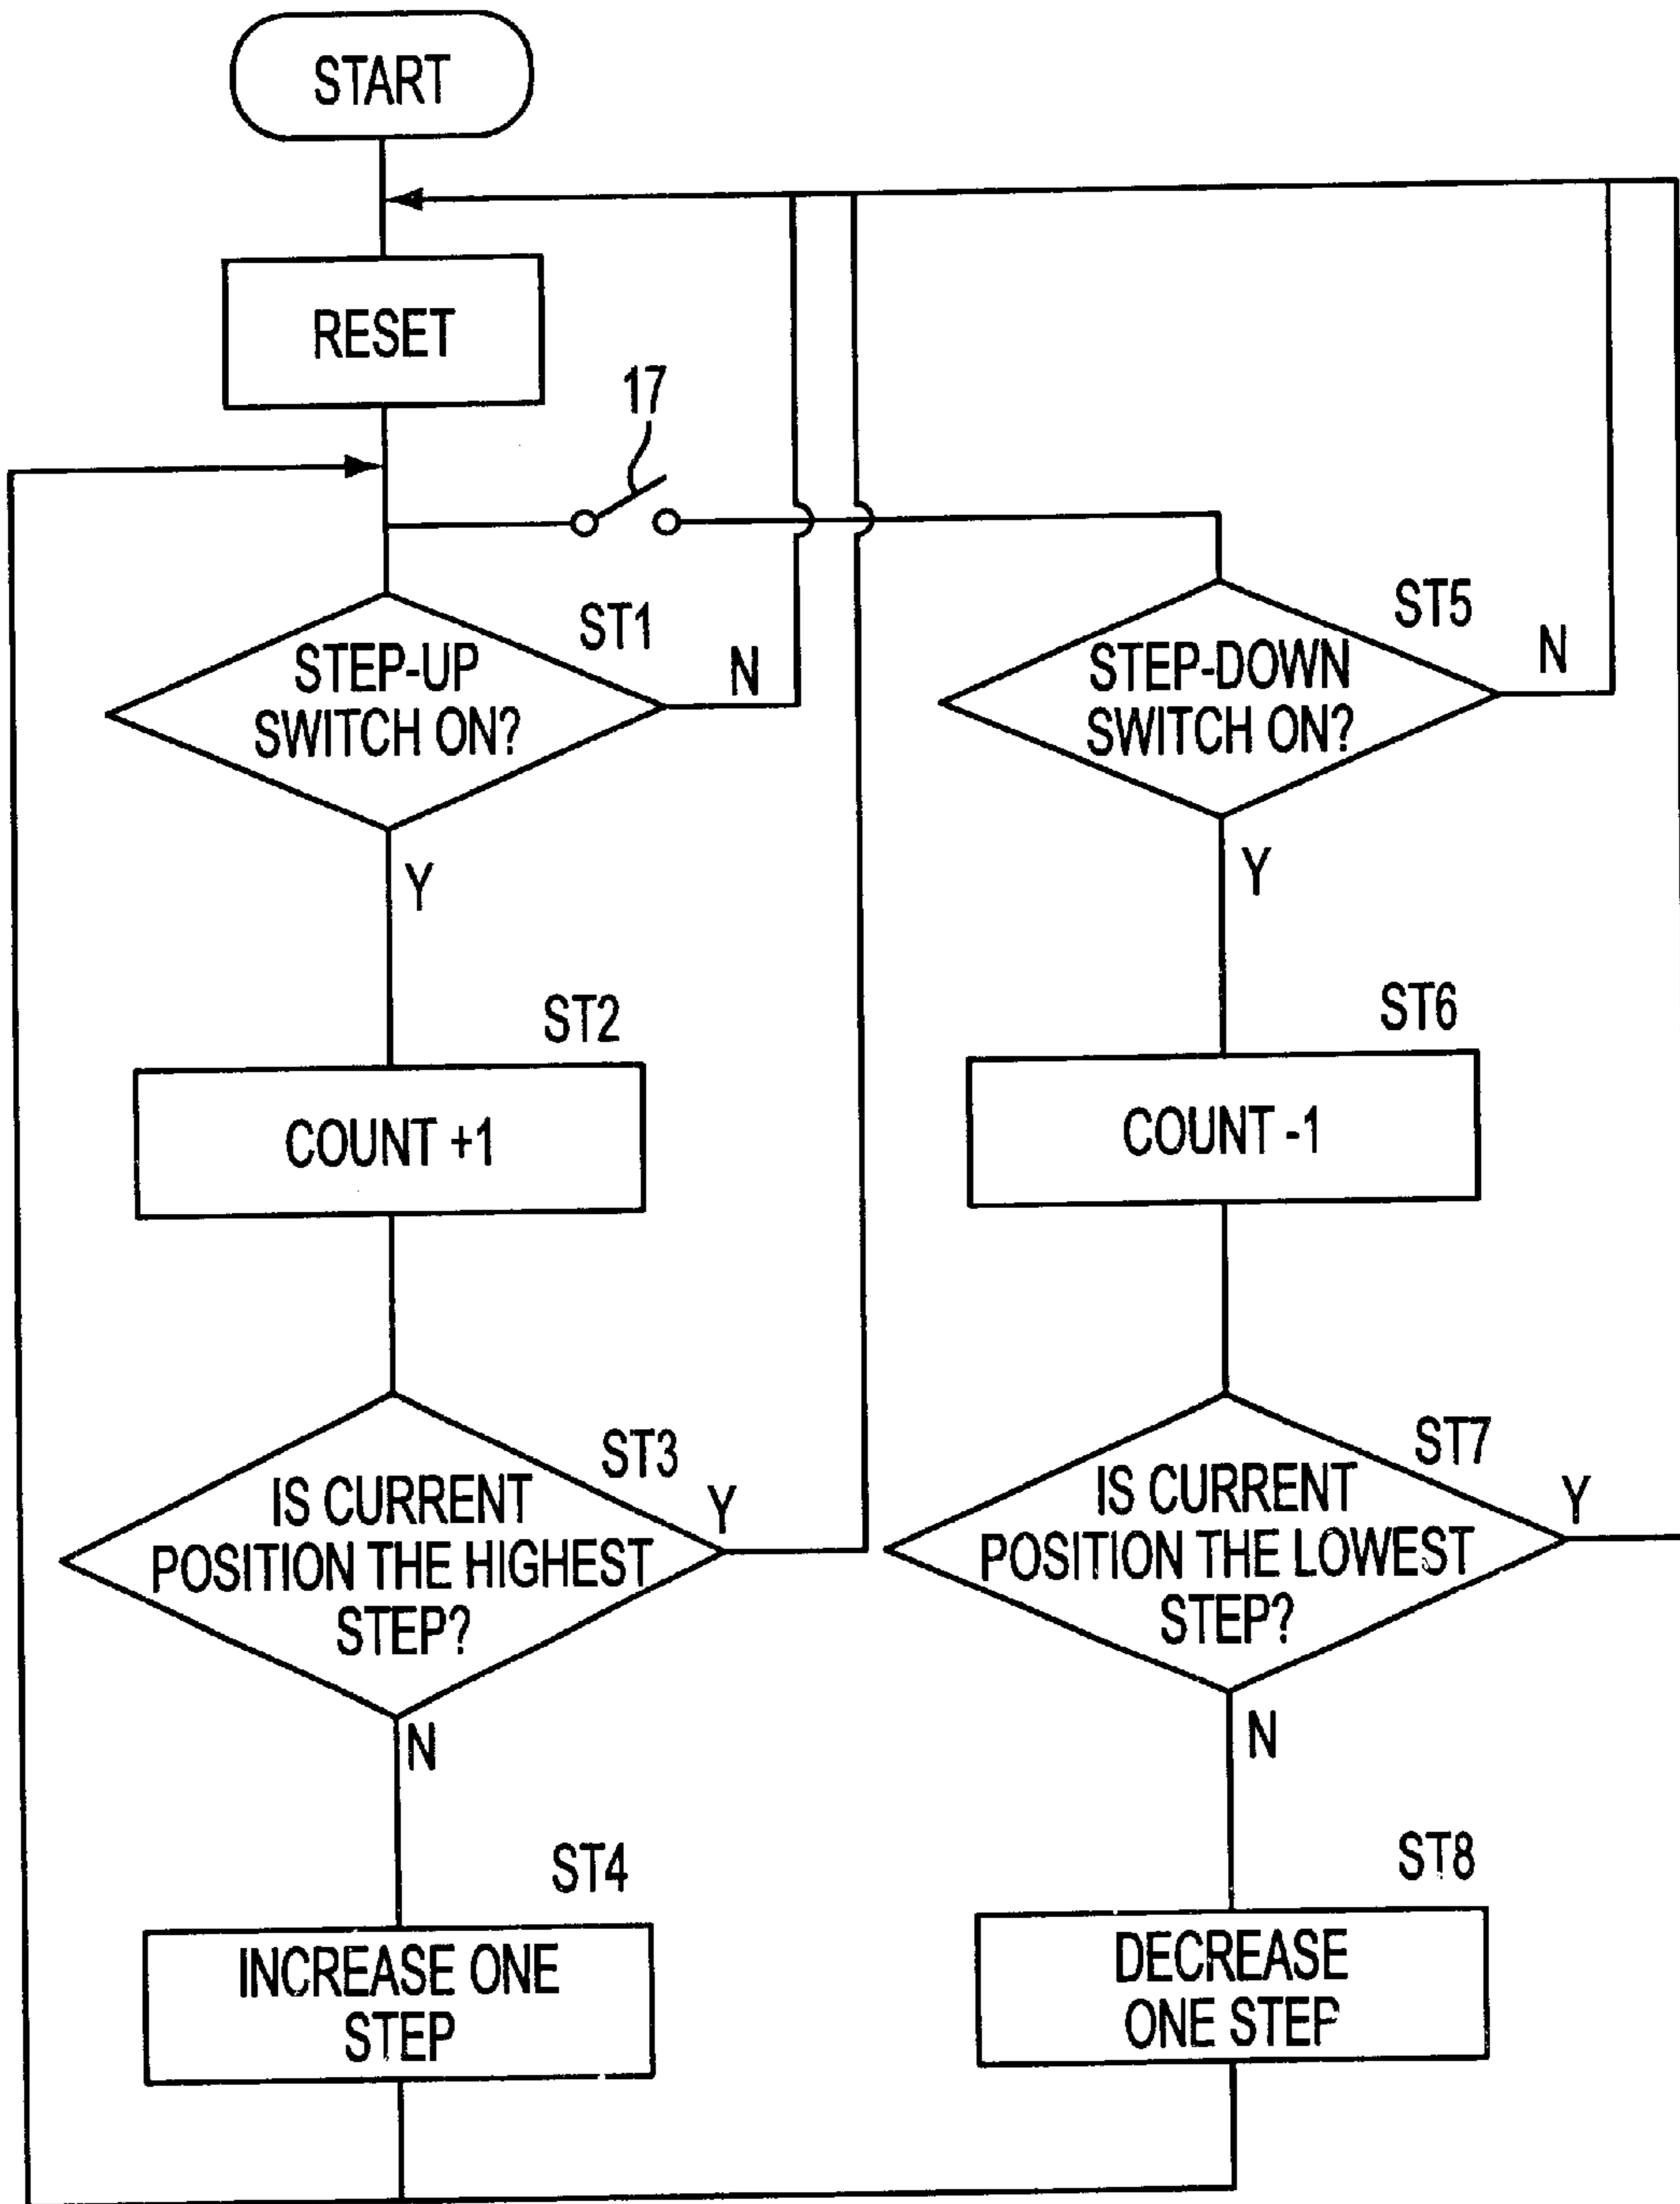 START
RESET
17
ST1
STEP-UP
SWITCH ON?
N
Y
ST2
COUNT +1
ST3
IS CURRENT
POSITION THE HIGHEST
STEP?
Y
N
ST4
INCREASE ONE
STEP
ST5
STEP-DOWN
SWITCH ON?
N
Y
ST6
COUNT -1
ST7
IS CURRENT
POSITION THE LOWEST
STEP?
Y
N
ST8
DECREASE
ONE STEP